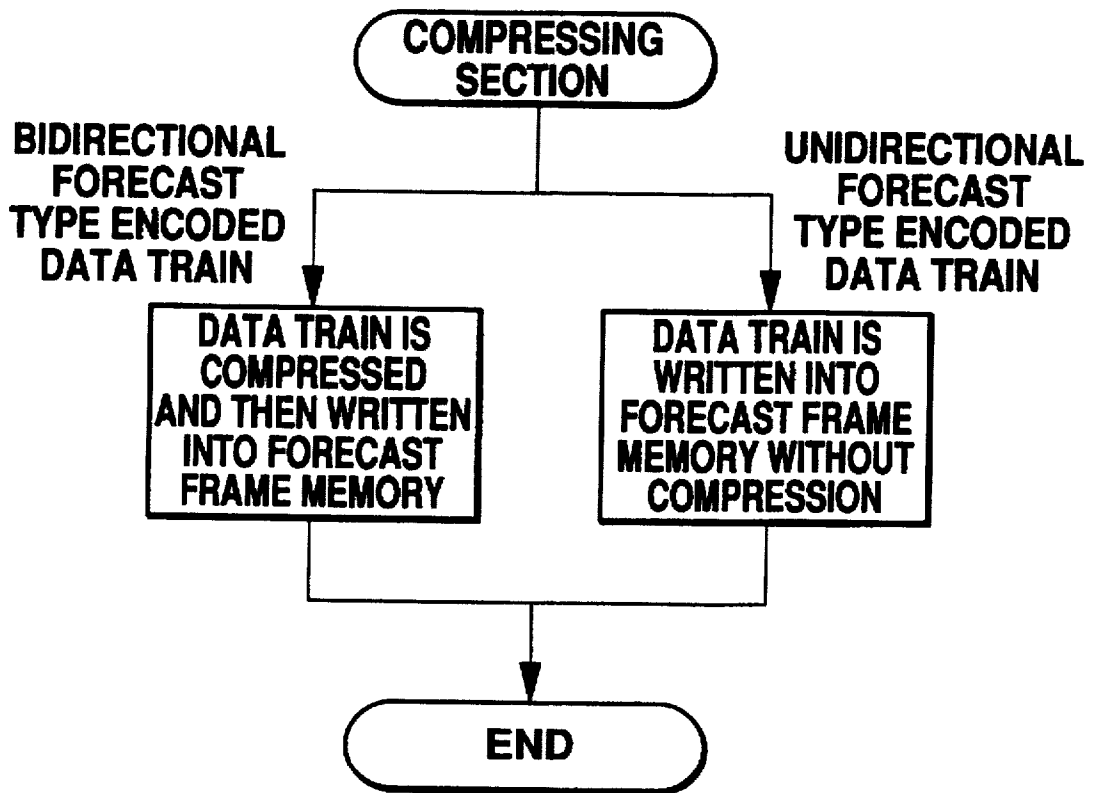 COMPRESSING
SECTION
BIDIRECTIONAL
FORECAST
TYPE ENCODED
DATA TRAIN
UNIDIRECTIONAL
FORECAST
TYPE ENCODED
DATA TRAIN
DATA TRAIN IS
COMPRESSED
AND THEN WRITTEN
INTO FORECAST
FRAME MEMORY
DATA TRAIN IS
WRITTEN INTO
FORECAST FRAME
MEMORY WITHOUT
COMPRESSION
END